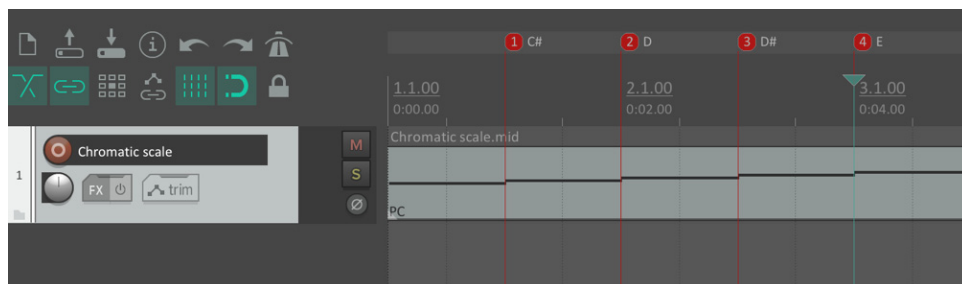 1 C# 2 D 3 D# 4 E
1.1.00 2.1.00 3.1.00
0:00.00 0:02.00 0:04.00
Chromatic scale.mid
Chromatic scale
M
1
S
FX trim
PC